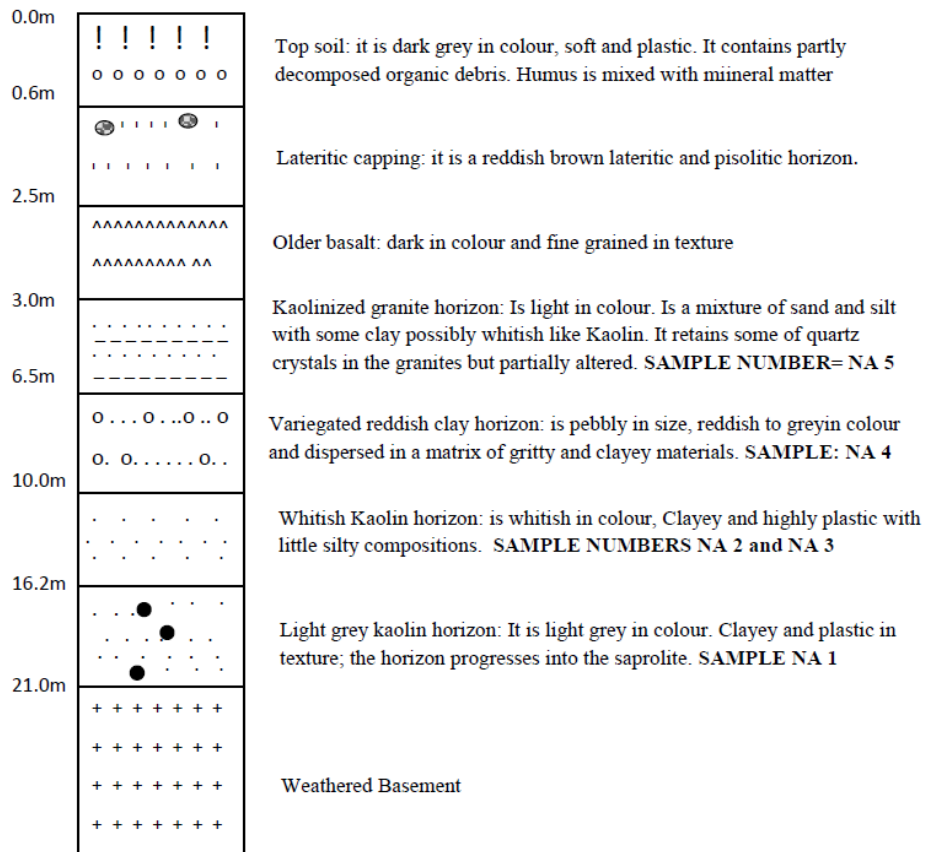 0.0m
Top soil: it is dark grey in colour, soft and plastic. It contains partly
decomposed organic debris. Humus is mixed with miineral matter
0.6m
Lateritic capping: it is a reddish brown lateritic and pisolitic horizon.
2.5m
Older basalt: dark in colour and fine grained in texture
3.0m
Kaolinized granite horizon: Is light in colour. Is a mixture of sand and silt
with some clay possibly whitish like Kaolin. It retains some of quartz
crystals in the granites but partially altered. SAMPLE NUMBER= NA 5
6.5m
Variegated reddish clay horizon: is pebbly in size, reddish to greyin colour
and dispersed in a matrix of gritty and clayey materials. SAMPLE: NA 4
10.0m
Whitish Kaolin horizon: is whitish in colour, Clayey and highly plastic with
little silty compositions. SAMPLE NUMBERS NA 2 and NA 3
16.2m
Light grey kaolin horizon: It is light grey in colour. Clayey and plastic in
texture; the horizon progresses into the saprolite. SAMPLE NA 1
21.0m
Weathered Basement